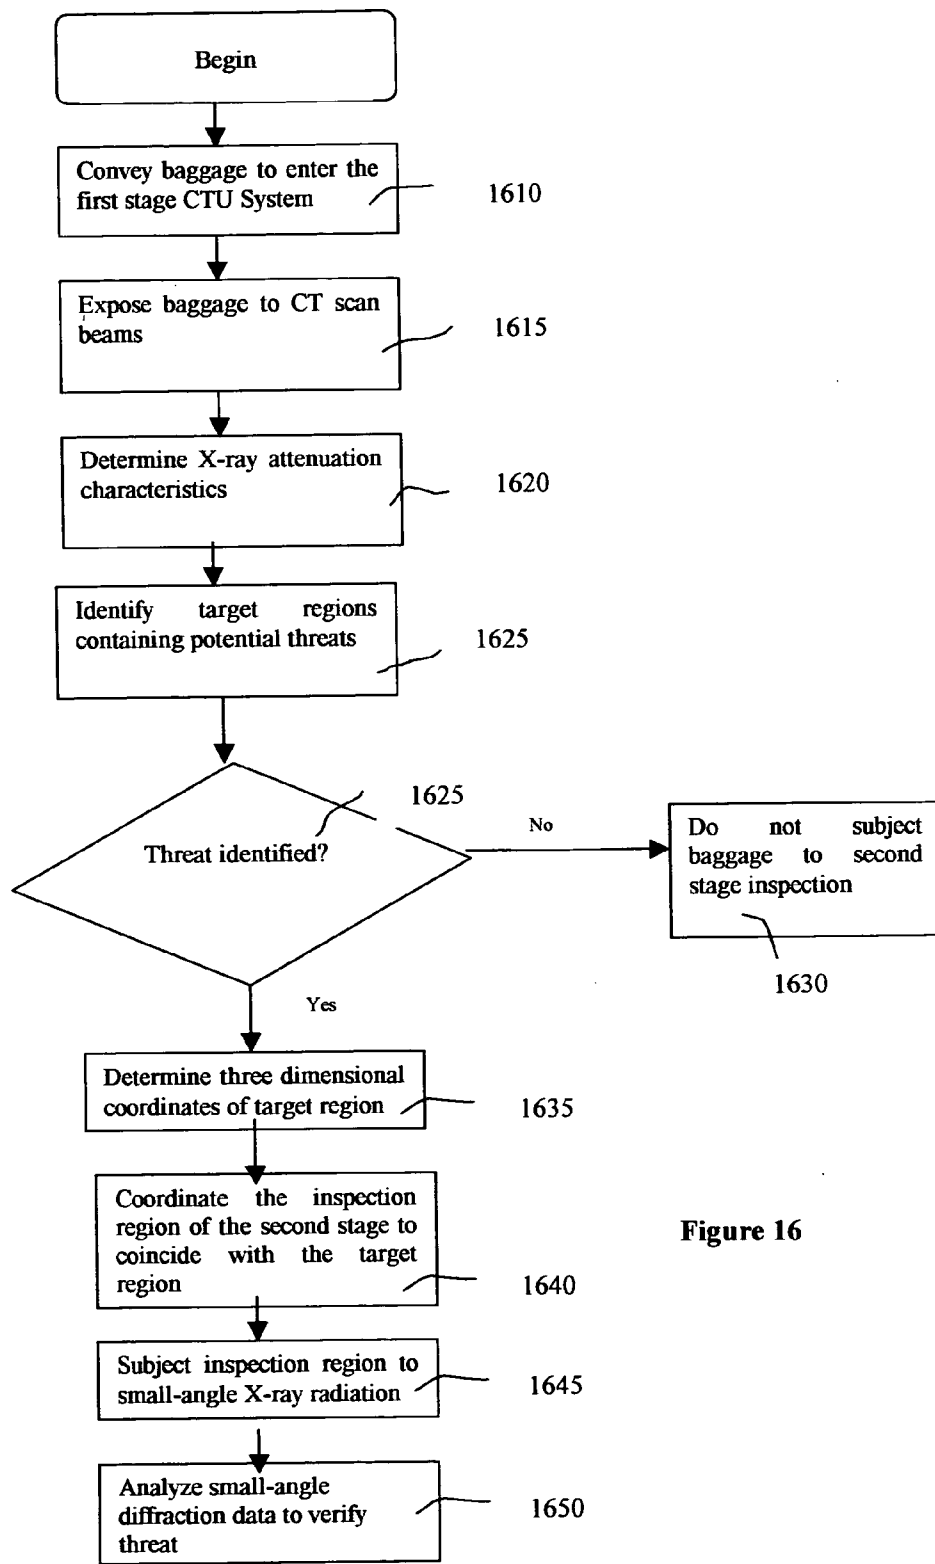 Begin
Convey baggage to enter the
first stage CTU System
1610
Expose baggage to CT scan
beams
1615
Determine X-ray attenuation
characteristics
1620
Identify target regions
containing potential threats
1625
1625
Threat identified?
No
Do not subject
baggage to second
stage inspection
1630
Yes
Determine three dimensional
coordinates of target region
1635
Coordinate the inspection
region of the second stage to
coincide with the target
region
1640
Figure 16
Subject inspection region to
small-angle X-ray radiation
1645
Analyze small-angle
diffraction data to verify
threat
1650